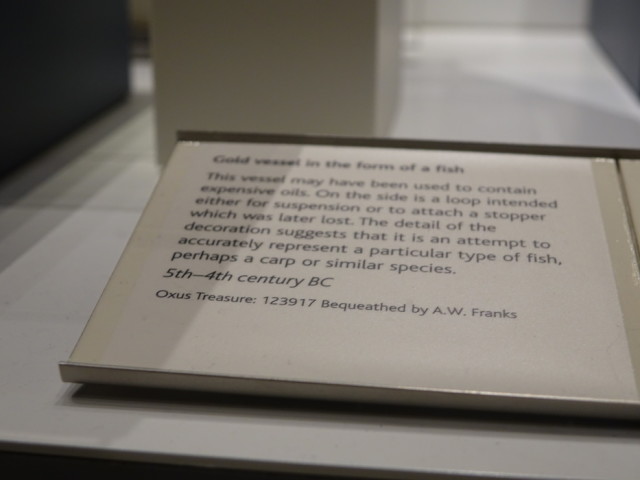 Gold vessel in the form of a fish
This vessel may have been used to contain
expensive oils. On the side is a loop intended
either for suspension or to attach a stopper
which was later lost. The detail of the
decoration suggests that it is an attempt to
accurately represent a particular type of fish,
perhaps a carp or similar species.
5th–4th century BC
Oxus Treasure: 123917 Bequeathed by A.W. Franks